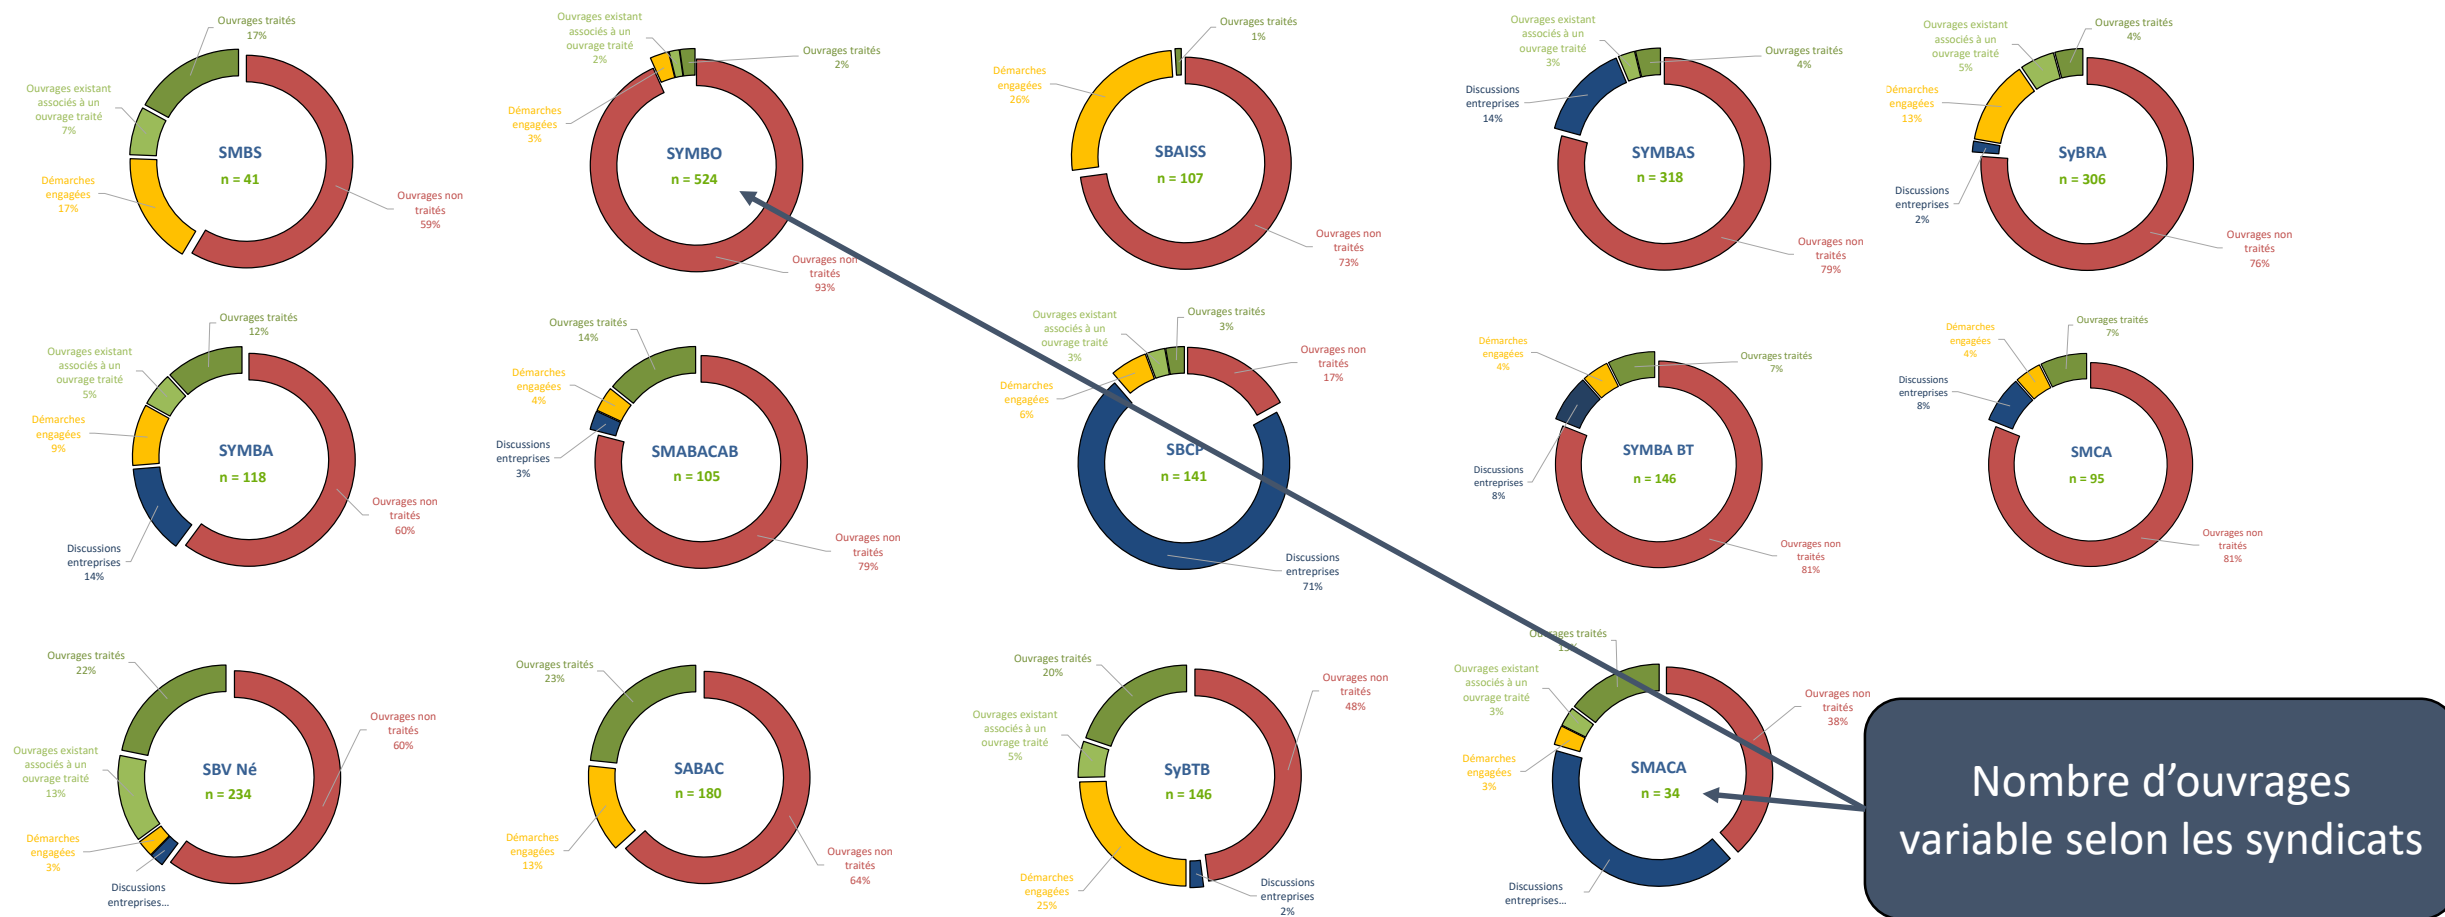 Ouvrages traités
17%
Ouvrages existant
associés à un
ouvrage traité
7%
Démarches
engagées
17%
SMBS
n = 41
Ouvrages non
traités
59%
Ouvrages existant
associés à un
ouvrage traité
2%
Ouvrages traités
2%
Démarches
engagées
3%
SYMBO
n = 524
Ouvrages non
traités
93%
Ouvrages traités
1%
Démarches
engagées
26%
SBAISS
n = 107
Ouvrages non
traités
73%
Ouvrages existant
associés à un
ouvrage traité
3%
Ouvrages traités
4%
Discussions
entreprises
14%
SYMBAS
n = 318
Ouvrages non
traités
79%
Ouvrages existant
associés à un
ouvrage traité
5%
Ouvrages traités
4%
Démarches
engagées
13%
Discussions
entreprises
2%
SyBRA
n = 306
Ouvrages non
traités
76%
Ouvrages traités
12%
Ouvrages existant
associés à un
ouvrage traité
5%
Démarches
engagées
9%
Discussions
entreprises
14%
SYMBA
n = 118
Ouvrages non
traités
60%
Ouvrages traités
14%
Démarches
engagées
4%
Discussions
entreprises
3%
SMABACAB
n = 105
Ouvrages non
traités
79%
Ouvrages existant
associés à un
ouvrage traité
3%
Ouvrages traités
3%
Démarches
engagées
6%
Ouvrages non
traités
17%
SBCP
n = 141
Discussions
entreprises
71%
Démarches
engagées
4%
Ouvrages traités
7%
Discussions
entreprises
8%
SYMBA BT
n = 146
Ouvrages non
traités
81%
Démarches
engagées
4%
Ouvrages traités
7%
Discussions
entreprises
8%
SMCA
n = 95
Ouvrages non
traités
81%
Ouvrages traités
22%
Ouvrages existant
associés à un
ouvrage traité
13%
Démarches
engagées
3%
Discussions
entreprises...
SBV Né
n = 234
Ouvrages non
traités
60%
Ouvrages traités
23%
Démarches
engagées
13%
SABAC
n = 180
Ouvrages non
traités
64%
Ouvrages traités
20%
Ouvrages existant
associés à un
ouvrage traité
5%
Démarches
engagées
25%
SyBTB
n = 146
Ouvrages non
traités
48%
Discussions
entreprises
2%
Ouvrages traités
Ouvrages existant
associés à un
ouvrage traité
3%
Démarches
engagées
3%
Discussions
entreprises...
SMACA
n = 34
Ouvrages non
traités
38%
Nombre d'ouvrages
variable selon les syndicats